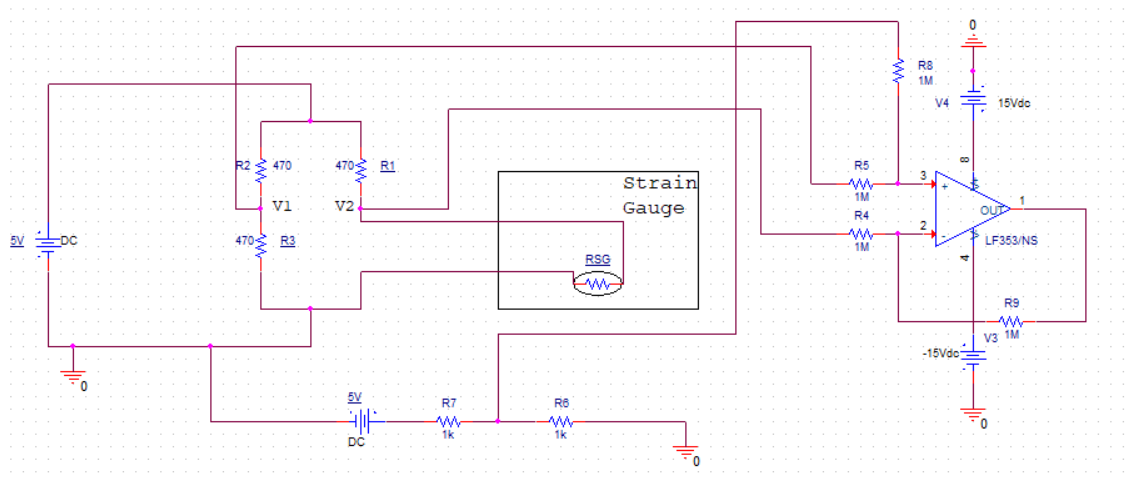 0
R8
1M
V4
15Vdc
R2
470
470
R1
V1
V2
Strain
Gauge
R5
1M
8
3
+
OUT
1
R4
1M
2
-
LF353/NS
4
5V
DC
470
R3
RSG
R9
1M
V3
-15Vdc
0
0
5V
DC
R7
1k
R6
1k
0